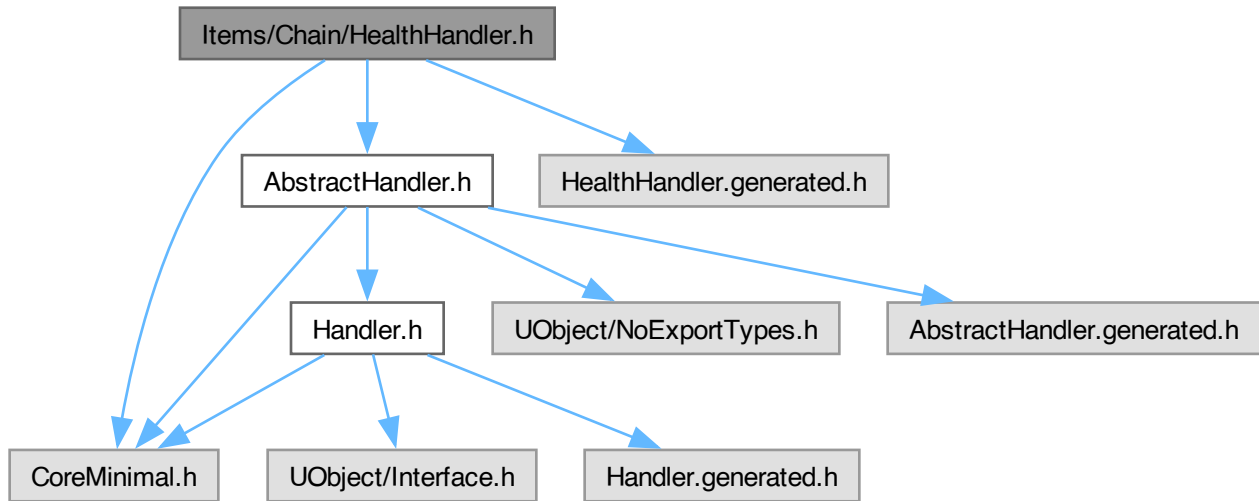 Items/Chain/HealthHandler.h
AbstractHandler.h
HealthHandler.generated.h
Handler.h
UObject/NoExportTypes.h
AbstractHandler.generated.h
CoreMinimal.h
UObject/Interface.h
Handler.generated.h